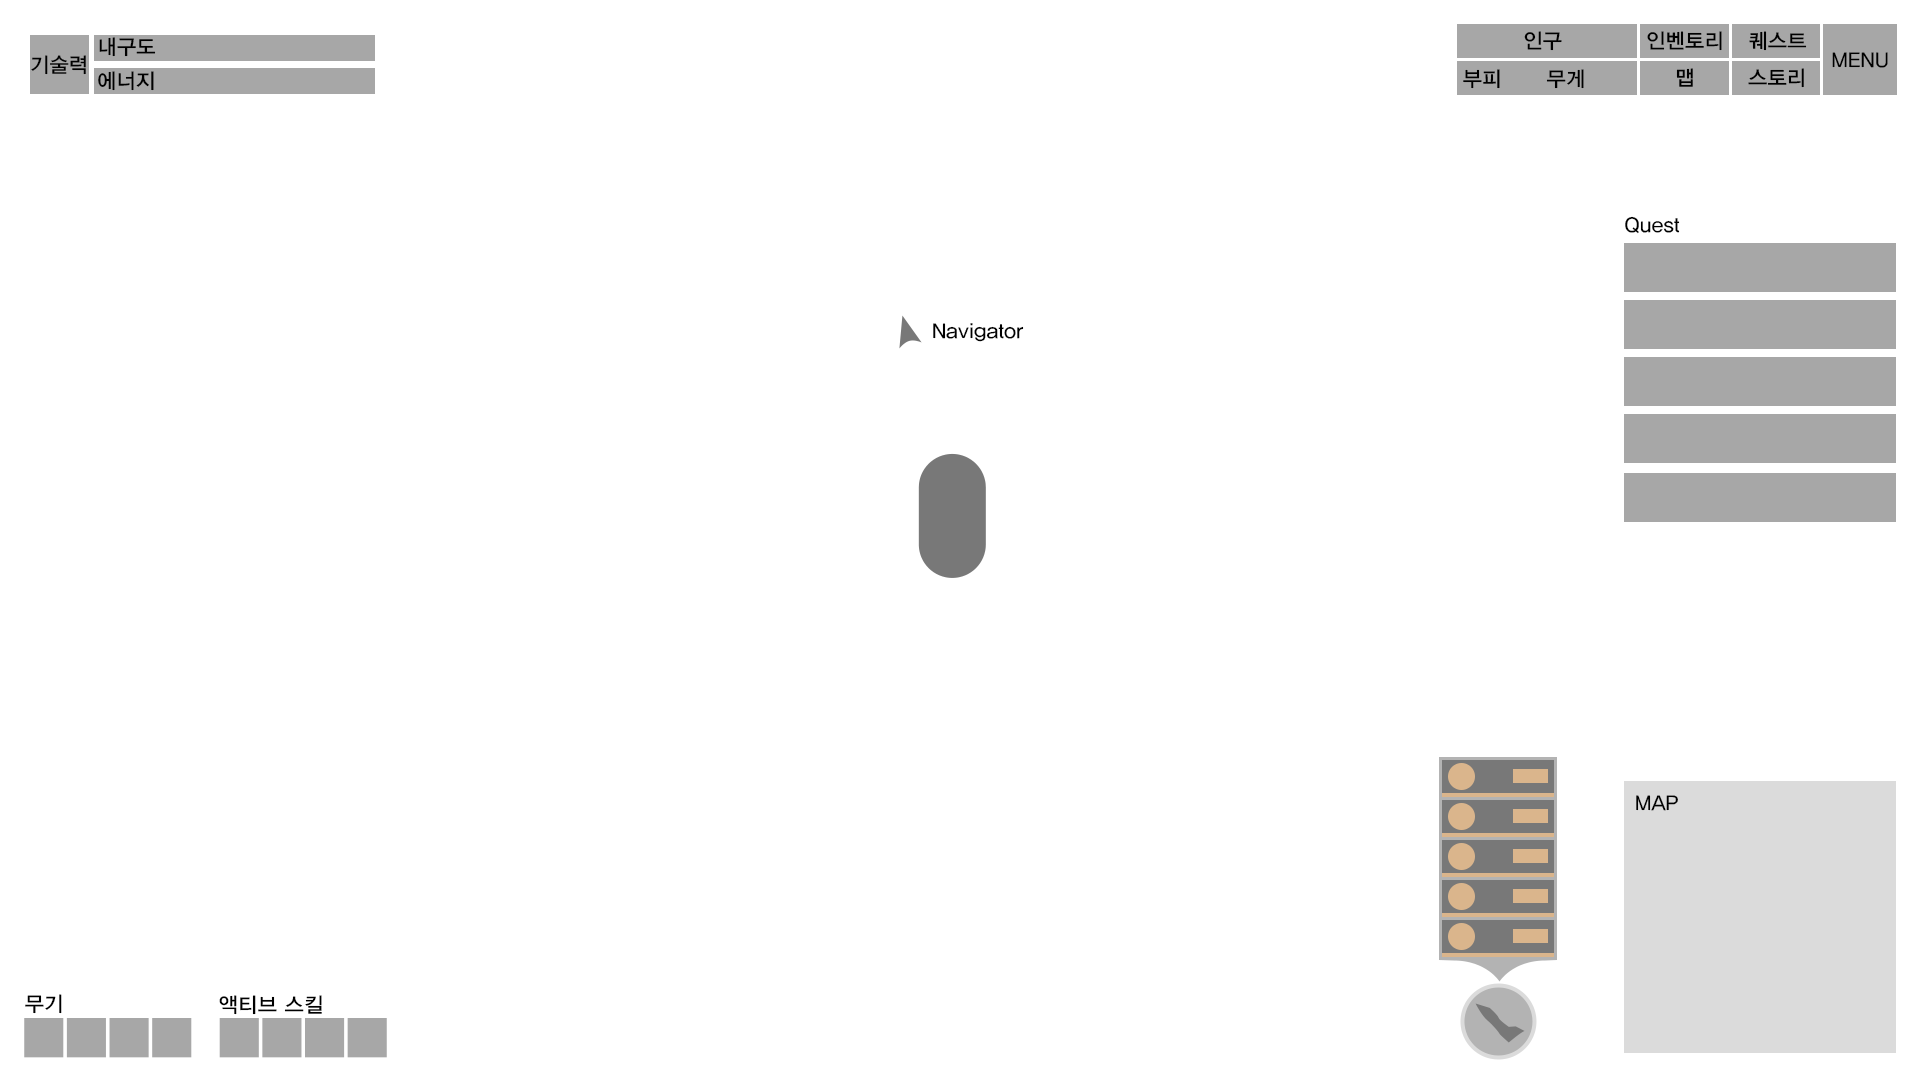 기술력
내구도
에너지
인구
인벤토리
퀘스트
MENU
부피 무게
맵
스토리
Quest
Navigator
MAP
무기
액티브 스킬